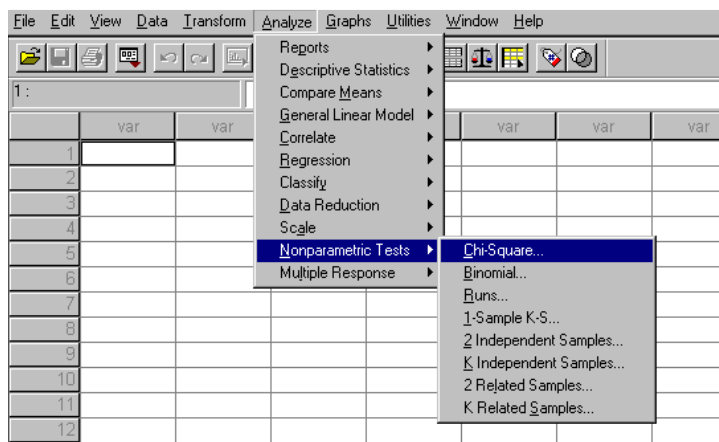 File Edit View Data Transform Analyze Graphs Utilities Window Help
1 :
Reports
Descriptive Statistics
Compare Means
General Linear Model
Correlate
Regression
Classify
Data Reduction
Scale
Nonparametric Tests
Multiple Response
Chi-Square...
Binomial...
Runs...
1-Sample K-S...
2 Independent Samples...
K Independent Samples...
2 Related Samples...
K Related Samples...
var var var var var
1
2
3
4
5
6
7
8
9
10
11
12